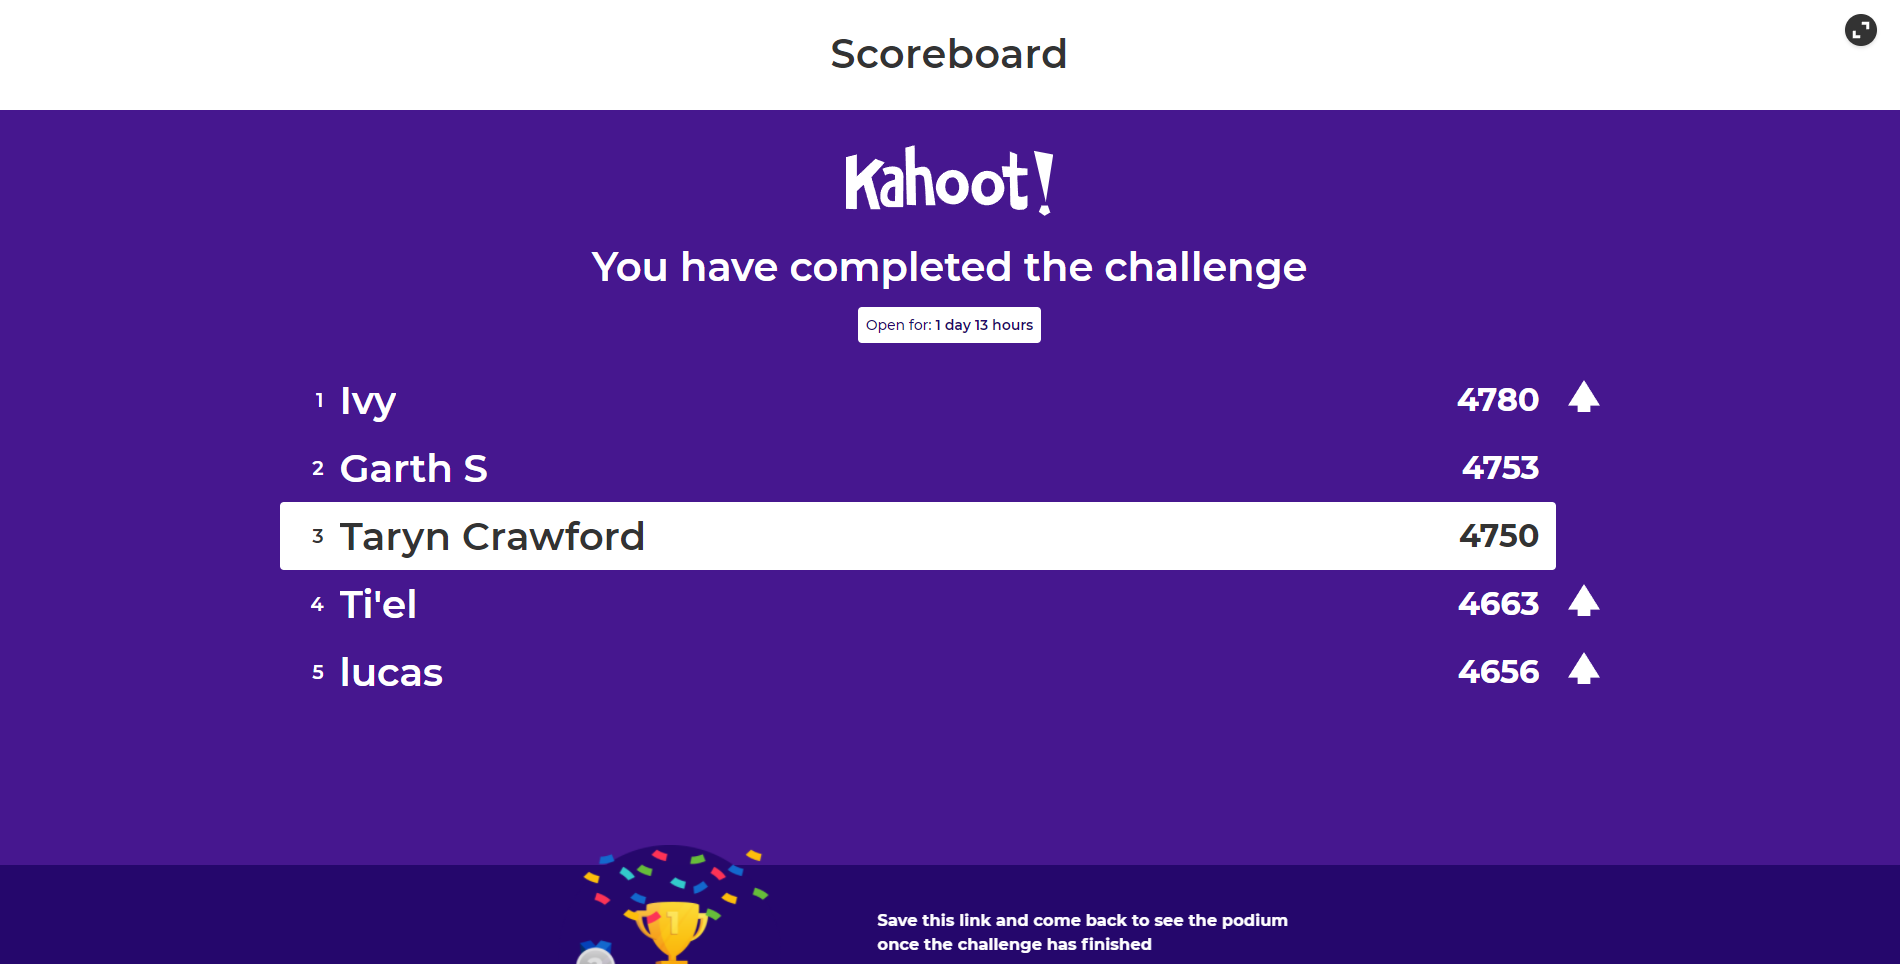 Scoreboard
Kahoot!
You have completed the challenge
Open for: 1 day 13 hours
1 Ivy 4780
2 Garth S 4753
3 Taryn Crawford 4750
4 Ti'el 4663
5 lucas 4656
1
Save this link and come back to see the podium
once the challenge has finished